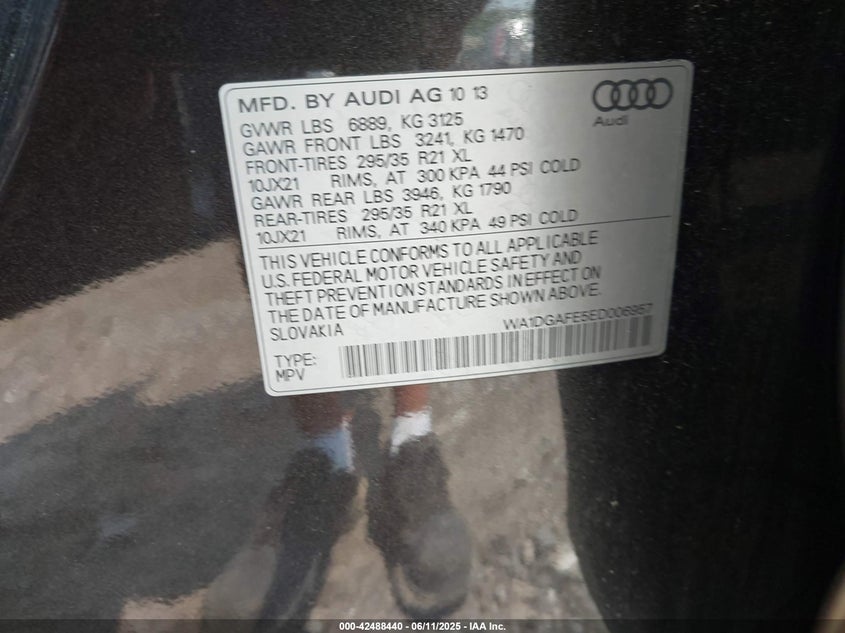 MFD. BY AUDI AG 10 13
Audi
GVWR LBS 6889, KG 3125
GAWR FRONT LBS 3241, KG 1470
FRONT-TIRES 295/35 R21 XL
10JX21 RIMS, AT 300 KPA 44 PSI COLD
GAWR REAR LBS 3946, KG 1790
REAR-TIRES 295/35 R21 XL
10JX21 RIMS, AT 340 KPA 49 PSI COLD
THIS VEHICLE CONFORMS TO ALL APPLICABLE
U.S. FEDERAL MOTOR VEHICLE SAFETY AND
THEFT PREVENTION STANDARDS IN EFFECT ON
THE DATE OF MANUFACTURE SHOWN ABOVE.
SLOVAKIA
WA1DGAFE5ED006957
TYPE:
MPV
000-42488440 - 06/11/2025 - IAA Inc.